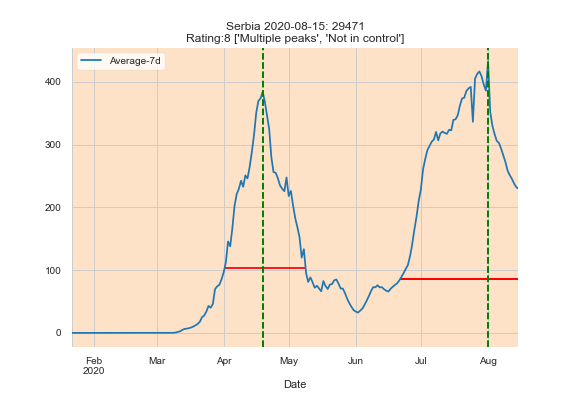 Serbia 2020-08-15: 29471
Rating:8 ['Multiple peaks', 'Not in control']
Average-7d
400
300
200
100
0
Feb Mar Apr May Jun Jul Aug
2020
Date